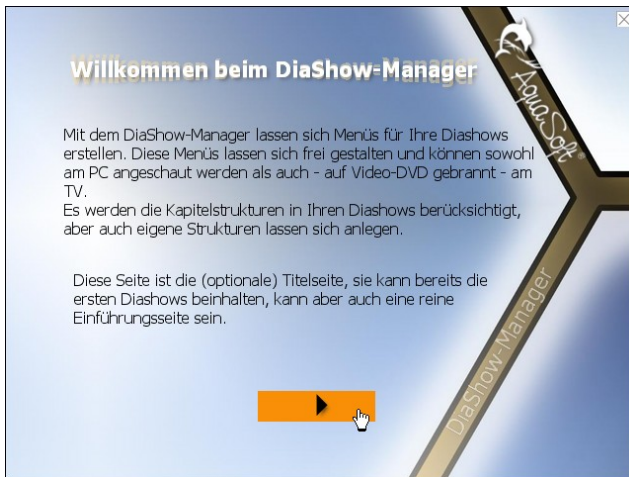 Willkommen beim DiaShow-Manager
AquaSoft®
Mit dem DiaShow-Manager lassen sich Menüs für Ihre Diashows
erstellen. Diese Menüs lassen sich frei gestalten und können sowohl
am PC angeschaut werden als auch - auf Video-DVD gebrannt - am
TV.
Es werden die Kapitelstrukturen in Ihren Diashows berücksichtigt,
aber auch eigene Strukturen lassen sich anlegen.
Diese Seite ist die (optionale) Titelseite, sie kann bereits die
ersten Diashows beinhalten, kann aber auch eine reine
Einführungsseite sein.
DiaShow-Manager